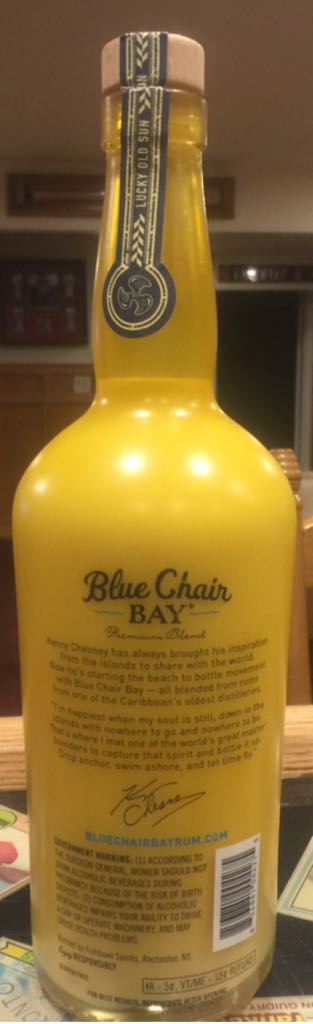 LUCKY OLD SUN
Blue Chair
BAY®
Premium Blend
Kenny Chesney has always brought his inspiration
from the islands to share with the world.
Now he's starting the beach to bottle movement
with Blue Chair Bay — all blended from rums
from one of the Caribbean's oldest distilleries.
"I'm happiest when my soul is still, down in the
islands with nowhere to go and nowhere to be.
That's where I met one of the world's great master
blenders to capture that spirit and bottle it up.
Drop anchor, swim ashore, and let time fly."
BLUECHAIRBAYRUM.COM
GOVERNMENT WARNING: (1) ACCORDING TO
THE SURGEON GENERAL, WOMEN SHOULD NOT
DRINK ALCOHOLIC BEVERAGES DURING
PREGNANCY BECAUSE OF THE RISK OF BIRTH
DEFECTS. (2) CONSUMPTION OF ALCOHOLIC
BEVERAGES IMPAIRS YOUR ABILITY TO DRIVE
A CAR OR OPERATE MACHINERY, AND MAY
CAUSE HEALTH PROBLEMS.
Bottled by Fishbowl Spirits, Rochester, NY.
Enjoy RESPONSIBLY
GLUTEN FREE
IA - 5¢, VT/ME - 15¢ REFUND
FOR BEST RESULTS, REFRIGERATE AFTER OPENING